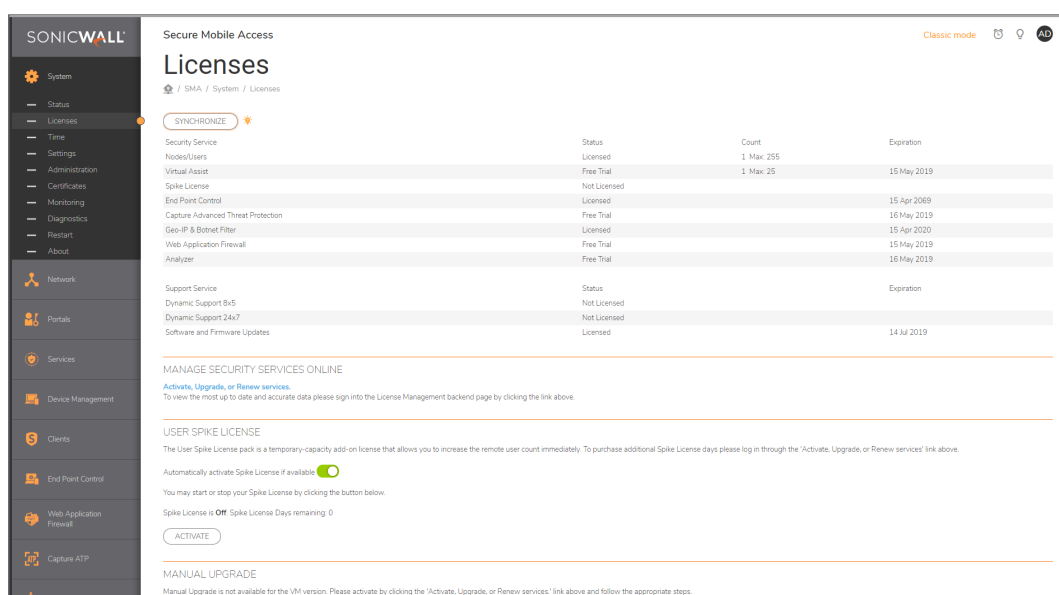 SONICWALL
Secure Mobile Access
Classic mode
AD
System
Status
Licenses
Time
Settings
Administration
Certificates
Monitoring
Diagnostics
Restart
About
Network
Portals
Services
Device Management
Clients
End Point Control
Web Application
Firewall
ATP
Capture ATP
Licenses
/ SMA / System / Licenses
SYNCHRONIZE
Security Service Status Count Expiration
Nodes/Users Licensed 1 Max: 255
Virtual Assist Free Trial 1 Max: 25 15 May 2019
Spike License Not Licensed
End Point Control Licensed 15 Apr 2069
Capture Advanced Threat Protection Free Trial 16 May 2019
Geo-IP & Botnet Filter Licensed 15 Apr 2020
Web Application Firewall Free Trial 15 May 2019
Analyzer Free Trial 16 May 2019
Support Service Status Expiration
Dynamic Support 8x5 Not Licensed
Dynamic Support 24x7 Not Licensed
Software and Firmware Updates Licensed 14 Jul 2019
MANAGE SECURITY SERVICES ONLINE
Activate, Upgrade, or Renew services.
To view the most up to date and accurate data please sign into the License Management backend page by clicking the link above.
USER SPIKE LICENSE
The User Spike License pack is a temporary-capacity add-on license that allows you to increase the remote user count immediately. To purchase additional Spike License days please log in through the 'Activate, Upgrade, or Renew services' link above.
Automatically activate Spike License if available
You may start or stop your Spike License by clicking the button below.
Spike License is Off. Spike License Days remaining: 0
ACTIVATE
MANUAL UPGRADE
Manual Upgrade is not available for the VM version. Please activate by clicking the 'Activate, Upgrade, or Renew services.' link above and follow the appropriate steps.